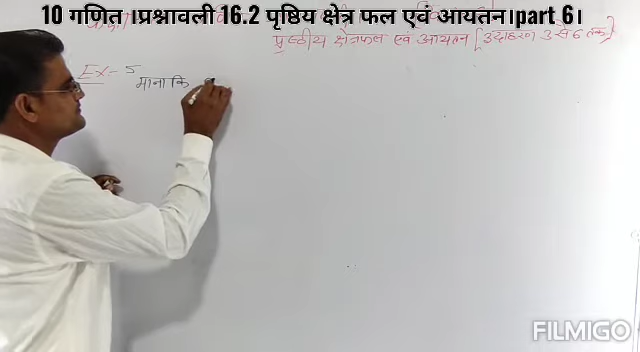 10 गणित ।प्रश्नावली 16.2 पृष्ठिय क्षेत्र फल एवं आयतन।part 6।
पृष्ठीय क्षेत्रफल एवं आयतन [उदाहरण 3 से 6 तक]
Ex-5
मानाकि
FILMIGO